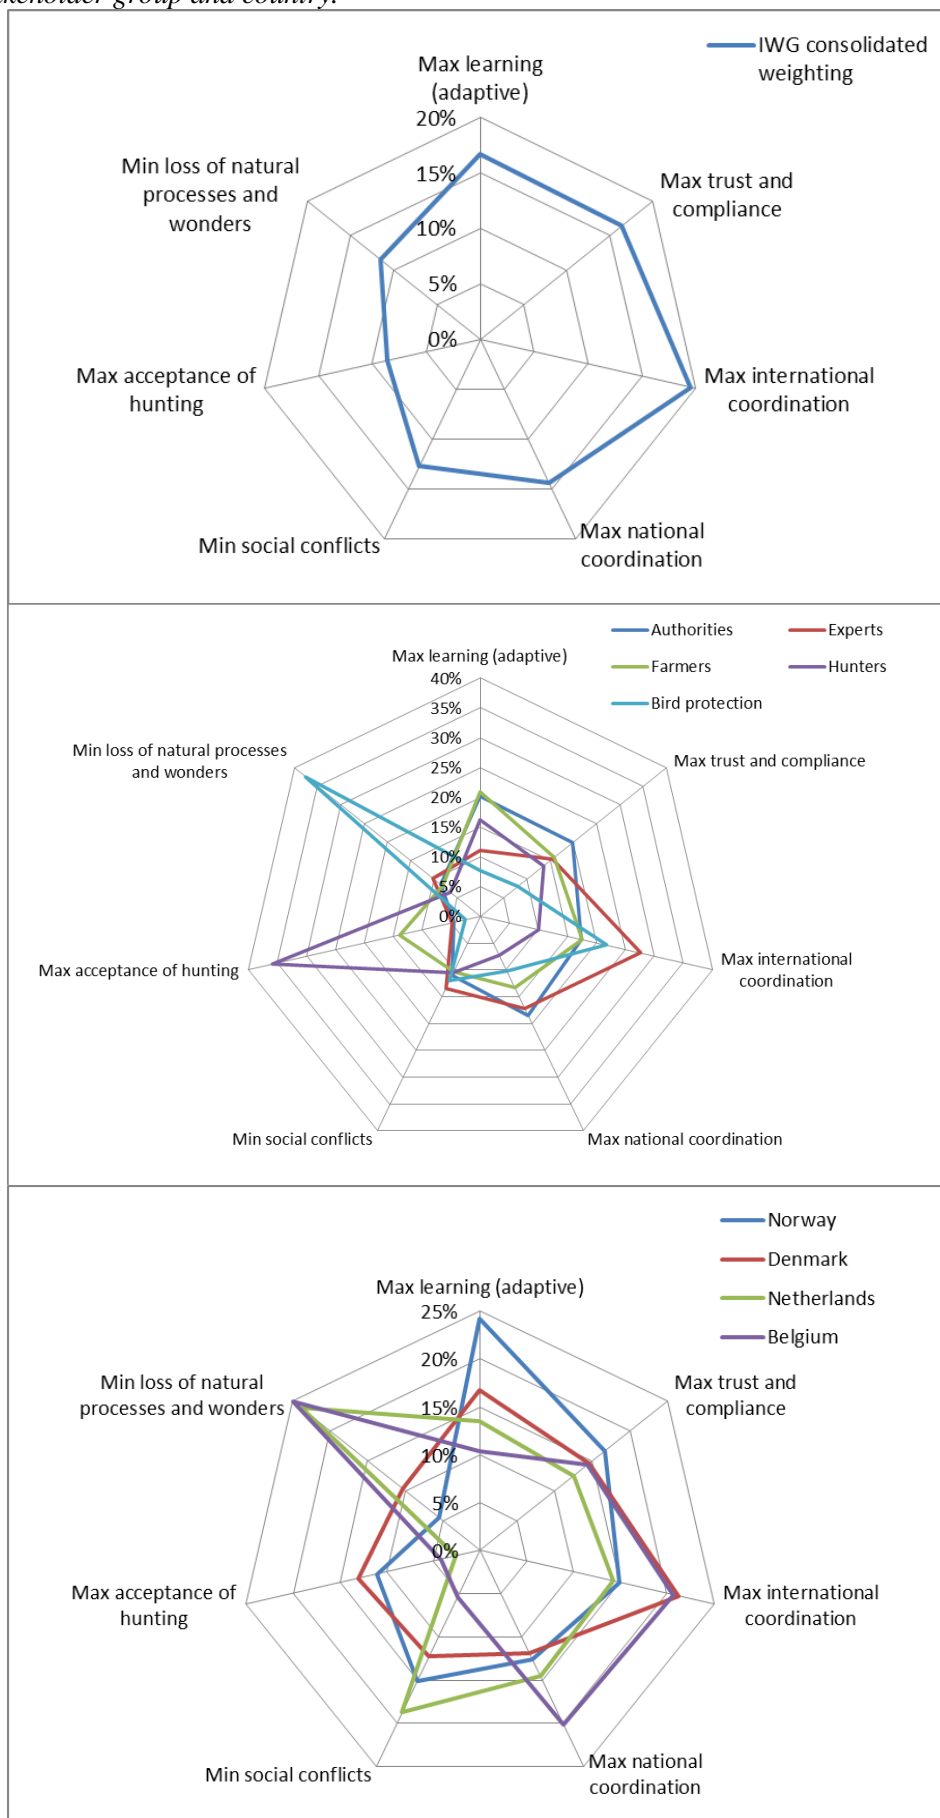 keholder group and country.
IWG consolidated
weighting
Max learning
(adaptive)
20%
15%
10%
5%
0%
Min loss of natural
processes and
wonders
Max trust and
compliance
Max acceptance of
hunting
Max international
coordination
Min social conflicts
Max national
coordination
Authorities
Experts
Farmers
Hunters
Bird protection
Max learning (adaptive)
40%
35%
30%
25%
20%
15%
10%
5%
0%
Min loss of natural processes
and wonders
Max trust and compliance
Max acceptance of hunting
Max international
coordination
Min social conflicts
Max national coordination
Norway
Denmark
Netherlands
Belgium
Max learning (adaptive)
25%
20%
15%
10%
5%
0%
Min loss of natural
processes and wonders
Max trust and
compliance
Max acceptance of
hunting
Max international
coordination
Min social conflicts
Max national
coordination